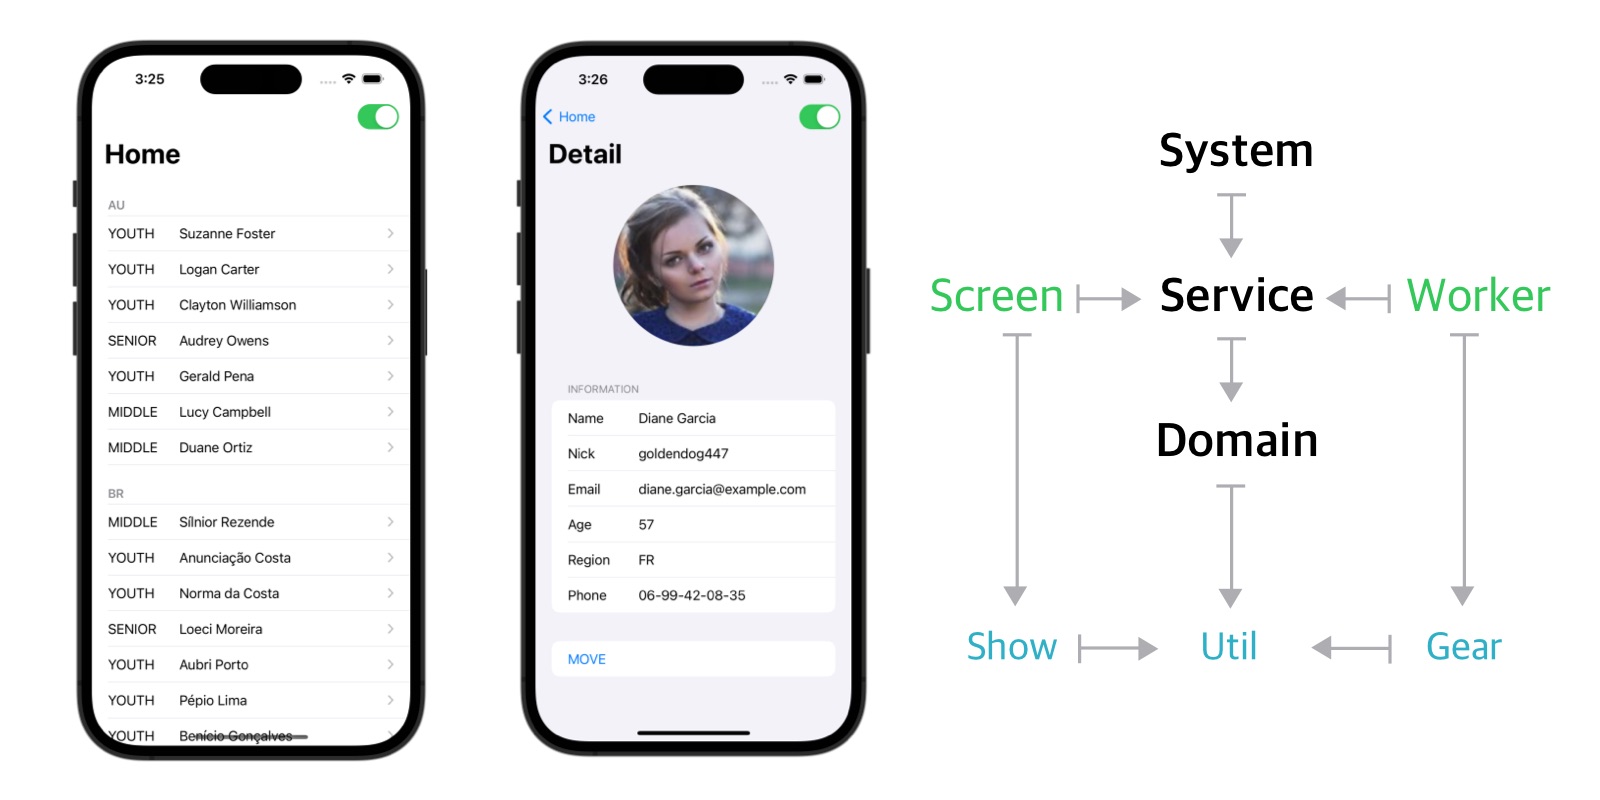 3:25
Home
AU
YOUTH Suzanne Foster
YOUTH Logan Carter
YOUTH Clayton Williamson
SENIOR Audrey Owens
YOUTH Gerald Pena
MIDDLE Lucy Campbell
MIDDLE Duane Ortiz
BR
MIDDLE Sílnior Rezende
YOUTH Anunciação Costa
YOUTH Norma da Costa
SENIOR Loeci Moreira
YOUTH Aubri Porto
YOUTH Pépio Lima
YOUTH Benício Gonçalves
3:26
Home
Detail
INFORMATION
Name Diane Garcia
Nick goldendog447
Email diane.garcia@example.com
Age 57
Region FR
Phone 06-99-42-08-35
MOVE
System
Screen Service Worker
Domain
Show Util Gear